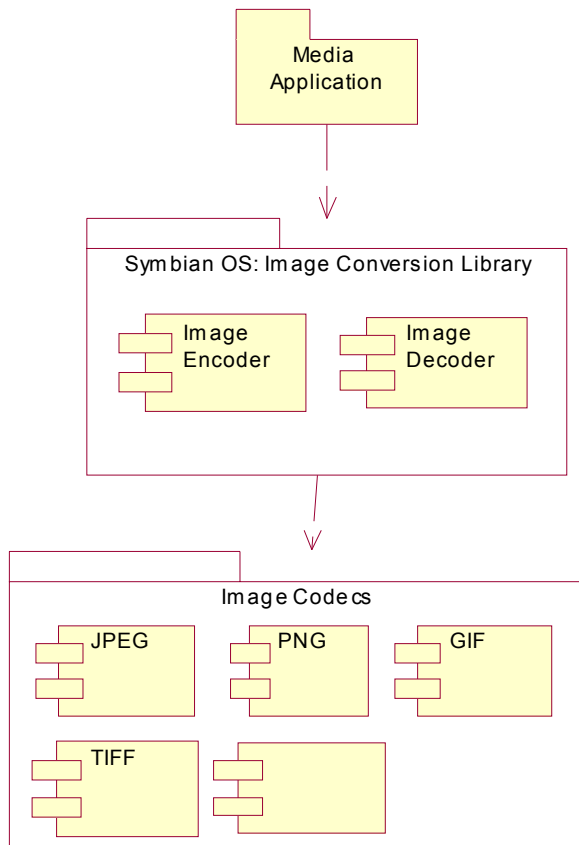 Media
Application
Symbian OS: Image Conversion Library
Image
Encoder
Image
Decoder
Image Codecs
JPEG
PNG
GIF
TIFF